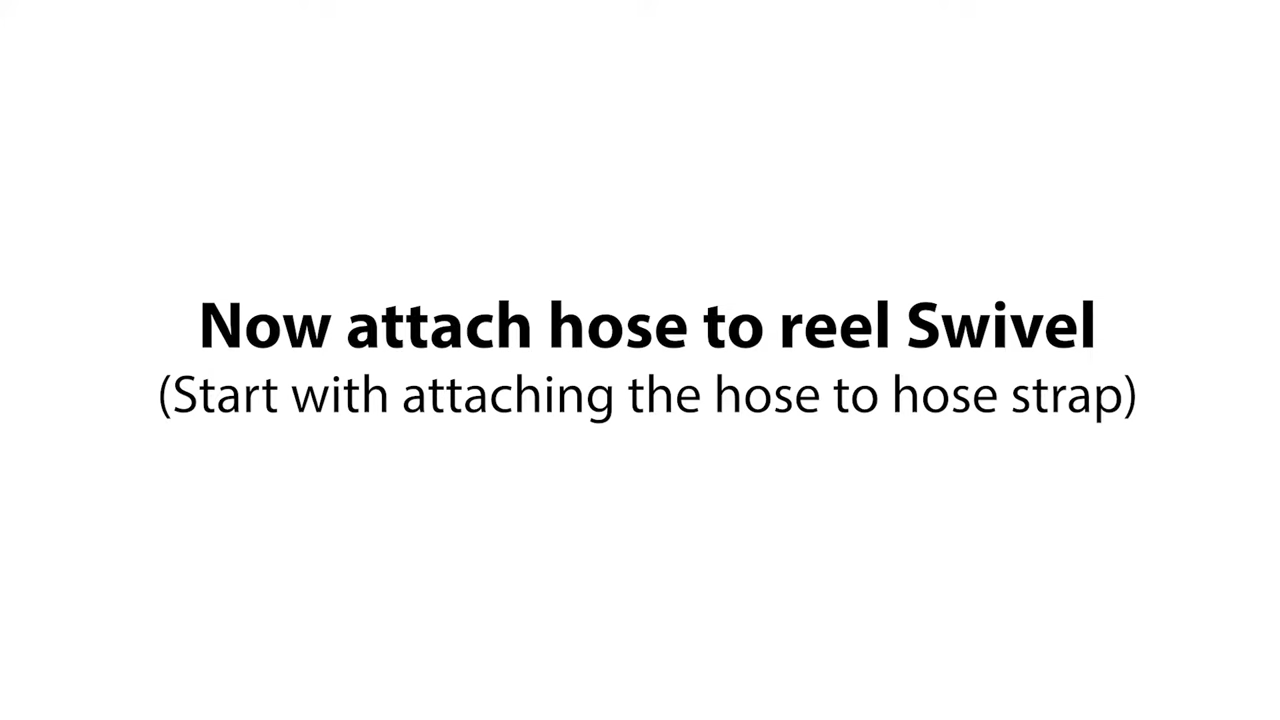 Now attach hose to reel Swivel
(Start with attaching the hose to hose strap)